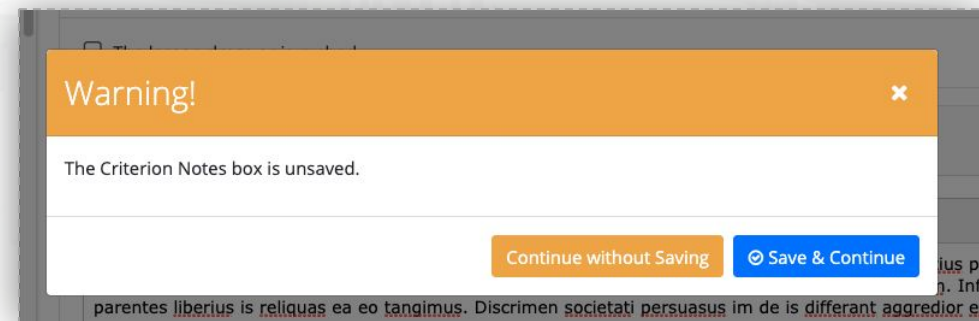 Warning!
The Criterion Notes box is unsaved.
Continue without Saving
Save & Continue
ius p
parentes liberius is reliquas ea eo tangimus. Discrimen societati persuasus im de is differant aggredior